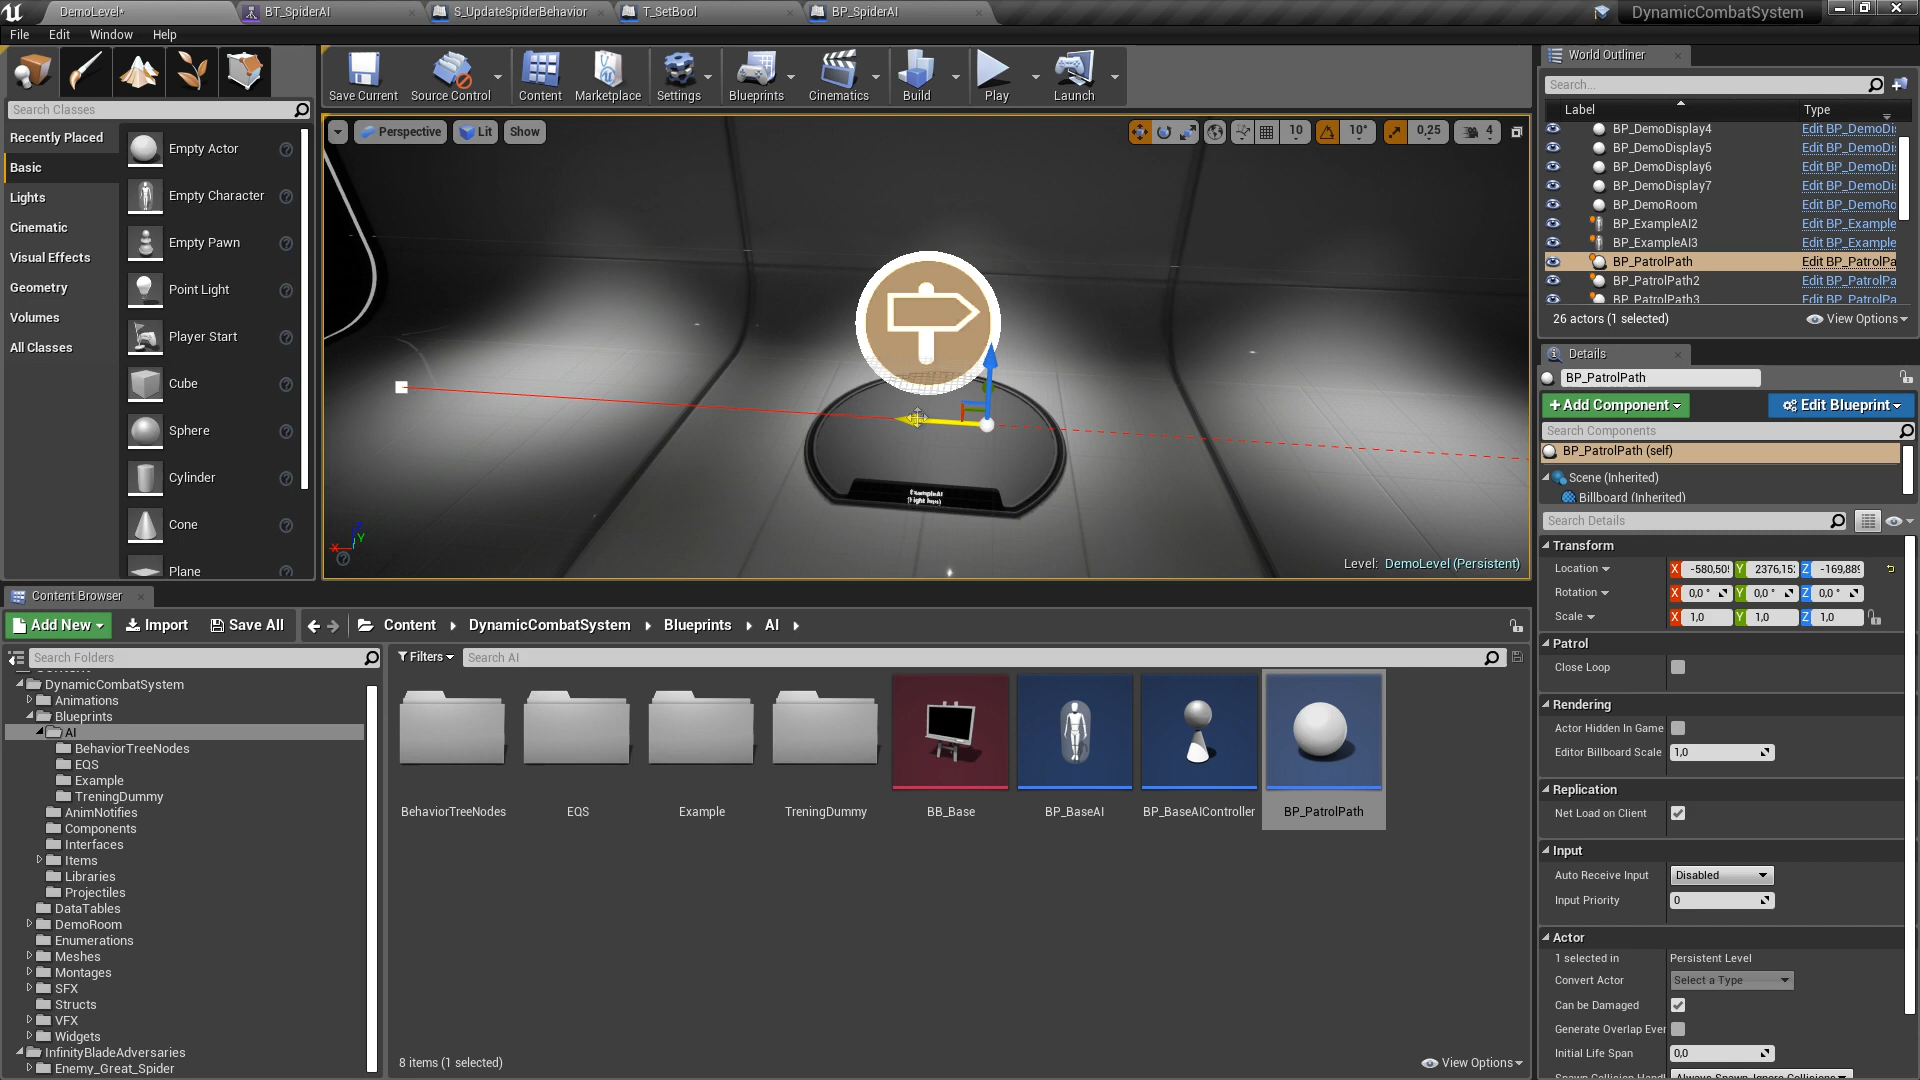 DemoLevel*
BT_SpiderAI
S_UpdateSpiderBehavior
T_SetBool
BP_SpiderAI
DynamicCombatSystem
File
Edit
Window
Help
Search Classes
Recently Placed
Basic
Lights
Cinematic
Visual Effects
Geometry
Volumes
All Classes
Empty Actor
Empty Character
Empty Pawn
Point Light
Player Start
Cube
Sphere
Cylinder
Cone
Plane
Save Current
Source Control
Content
Marketplace
Settings
Blueprints
Cinematics
Build
Play
Launch
Perspective
Lit
Show
10
10°
0,25
4
ExampleAI
X
Z
Y
Level: DemoLevel (Persistent)
World Outliner
Search...
Label
Type
BP_DemoDisplay4
Edit BP_DemoDi
BP_DemoDisplay5
Edit BP_DemoDi
BP_DemoDisplay6
Edit BP_DemoDi
BP_DemoDisplay7
Edit BP_DemoDi
BP_DemoRoom
Edit BP_DemoRo
BP_ExampleAI2
Edit BP_Example
BP_ExampleAI3
Edit BP_Example
BP_PatrolPath
Edit BP_PatrolPa
BP_PatrolPath2
Edit BP_PatrolPa
BP_PatrolPath3
Edit BP_PatrolPa
26 actors (1 selected)
View Options
Details
BP_PatrolPath
+ Add Component
Edit Blueprint
Search Components
BP_PatrolPath (self)
Scene (Inherited)
Billboard (Inherited)
Search Details
Transform
Location X -580,50 Y 2376,15 Z -169,88
Rotation X 0,0 ° Y 0,0 ° Z 0,0 °
Scale X 1,0 Y 1,0 Z 1,0
Patrol
Close Loop
Rendering
Actor Hidden In Game
Editor Billboard Scale 1,0
Replication
Net Load on Client
Input
Auto Receive Input Disabled
Input Priority 0
Actor
1 selected in Persistent Level
Convert Actor Select a Type
Can be Damaged
Generate Overlap Ever
Initial Life Span 0,0
Content Browser
Add New
Import
Save All
Content
DynamicCombatSystem
Blueprints
AI
Search Folders
Filters
Search AI
DynamicCombatSystem
Animations
Blueprints
AI
BehaviorTreeNodes
EQS
Example
TreningDummy
AnimNotifies
Components
Interfaces
Items
Libraries
Projectiles
DataTables
DemoRoom
Enumerations
Meshes
Montages
SFX
Structs
VFX
Widgets
InfinityBladeAdversaries
Enemy_Great_Spider
BehaviorTreeNodes
EQS
Example
TreningDummy
BB_Base
BP_BaseAI
BP_BaseAIController
BP_PatrolPath
8 items (1 selected)
View Options